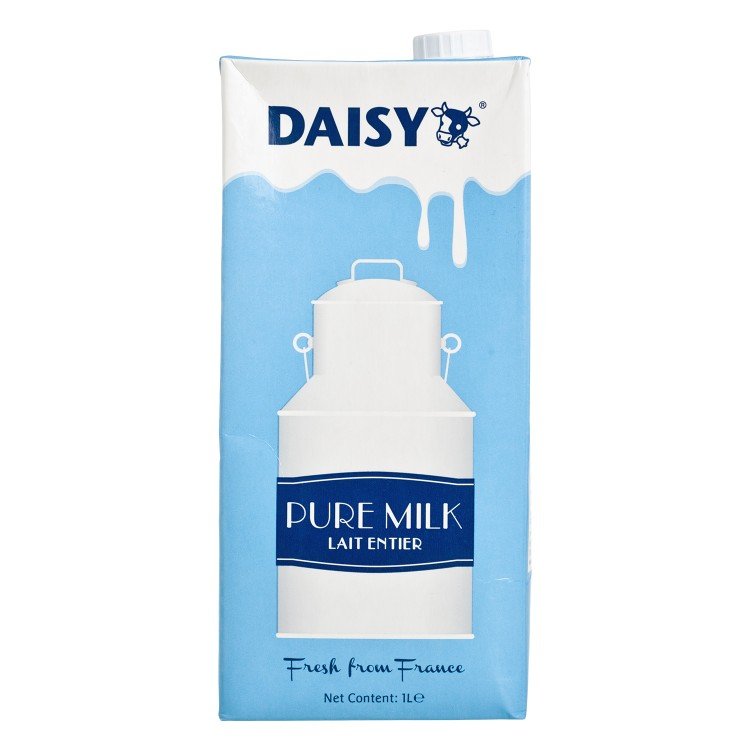 DAISY®
PURE MILK
LAIT ENTIER
Fresh from France
Net Content: 1L℮